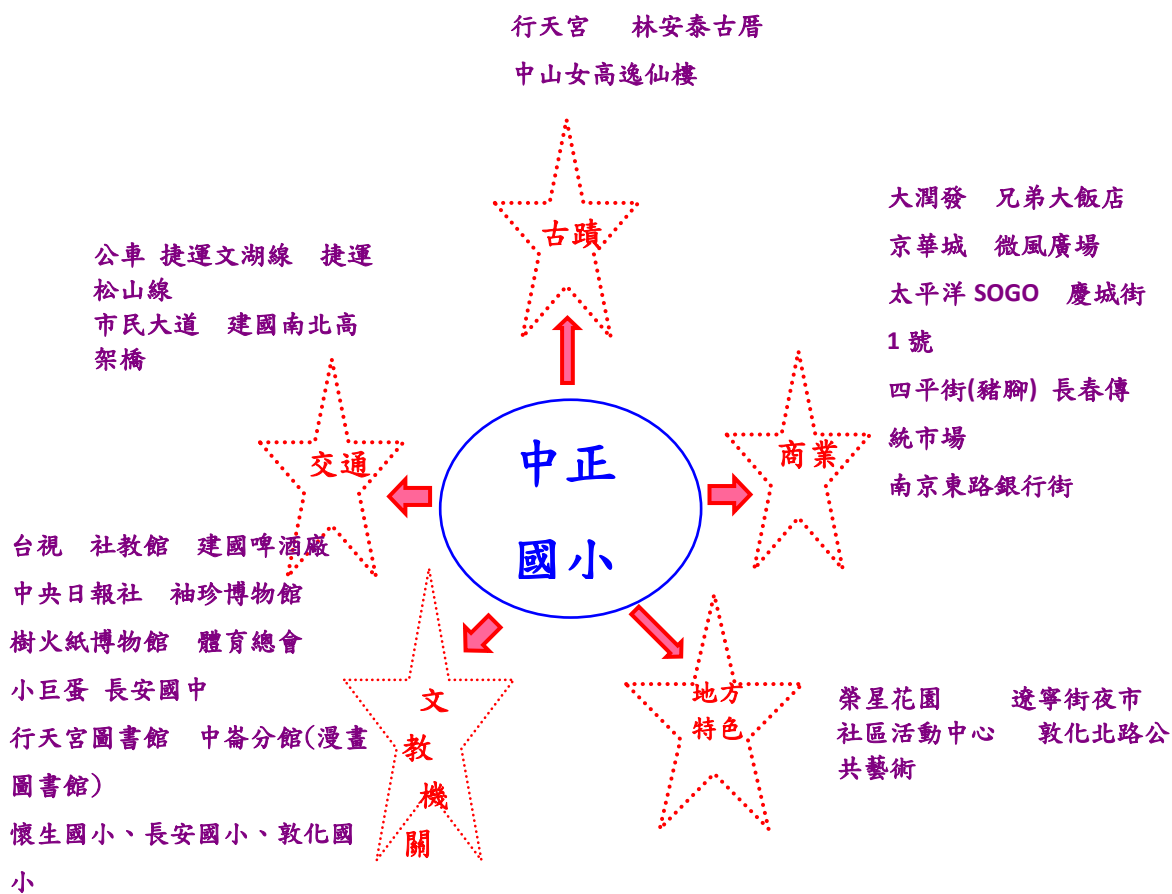 行天宮　林安泰古厝
中山女高逸仙樓
古蹟
大潤發　兄弟大飯店
京華城　微風廣場
太平洋 SOGO　慶城街
1 號
四平街(豬腳) 長春傳
統市場
南京東路銀行街
商業
公車 捷運文湖線　捷運
松山線
市民大道　建國南北高
架橋
交通
中正
國小
台視　社教館　建國啤酒廠
中央日報社　袖珍博物館
樹火紙博物館　體育總會
小巨蛋 長安國中
行天宮圖書館　中崙分館(漫畫
圖書館)
懷生國小、長安國小、敦化國
小
文
教
機
關
地方
特色
榮星花園　遼寧街夜市
社區活動中心　敦化北路公
共藝術